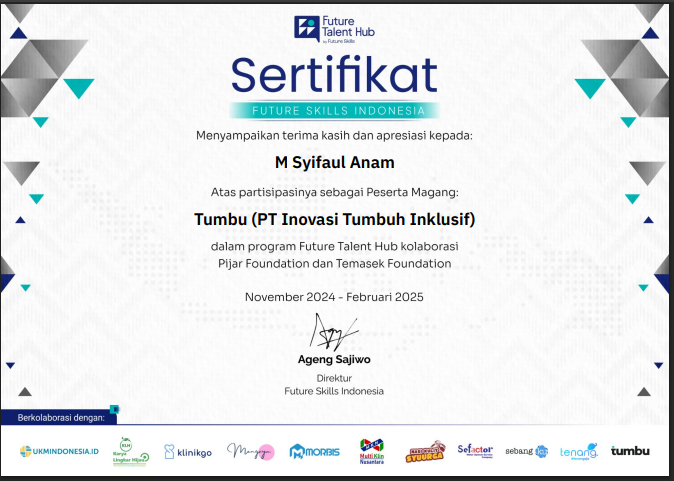 Future
Talent Hub
by Future Skills
Sertifikat
FUTURE SKILLS INDONESIA
Menyampaikan terima kasih dan apresiasi kepada:
M Syifaul Anam
Atas partisipasinya sebagai Peserta Magang:
Tumbu (PT Inovasi Tumbuh Inklusif)
dalam program Future Talent Hub kolaborasi
Pijar Foundation dan Temasek Foundation
November 2024 - Februari 2025
Ageng Sajiwo
Direktur
Future Skills Indonesia
Berkolaborasi dengan:
UKMINDONESIA.ID
KLH
Karya
Lingkar Hijau
klinikgo
MORBIS
Multi Klin
Nusantara
SYUURGA
Sefactor
sebang
tenang
tumbu